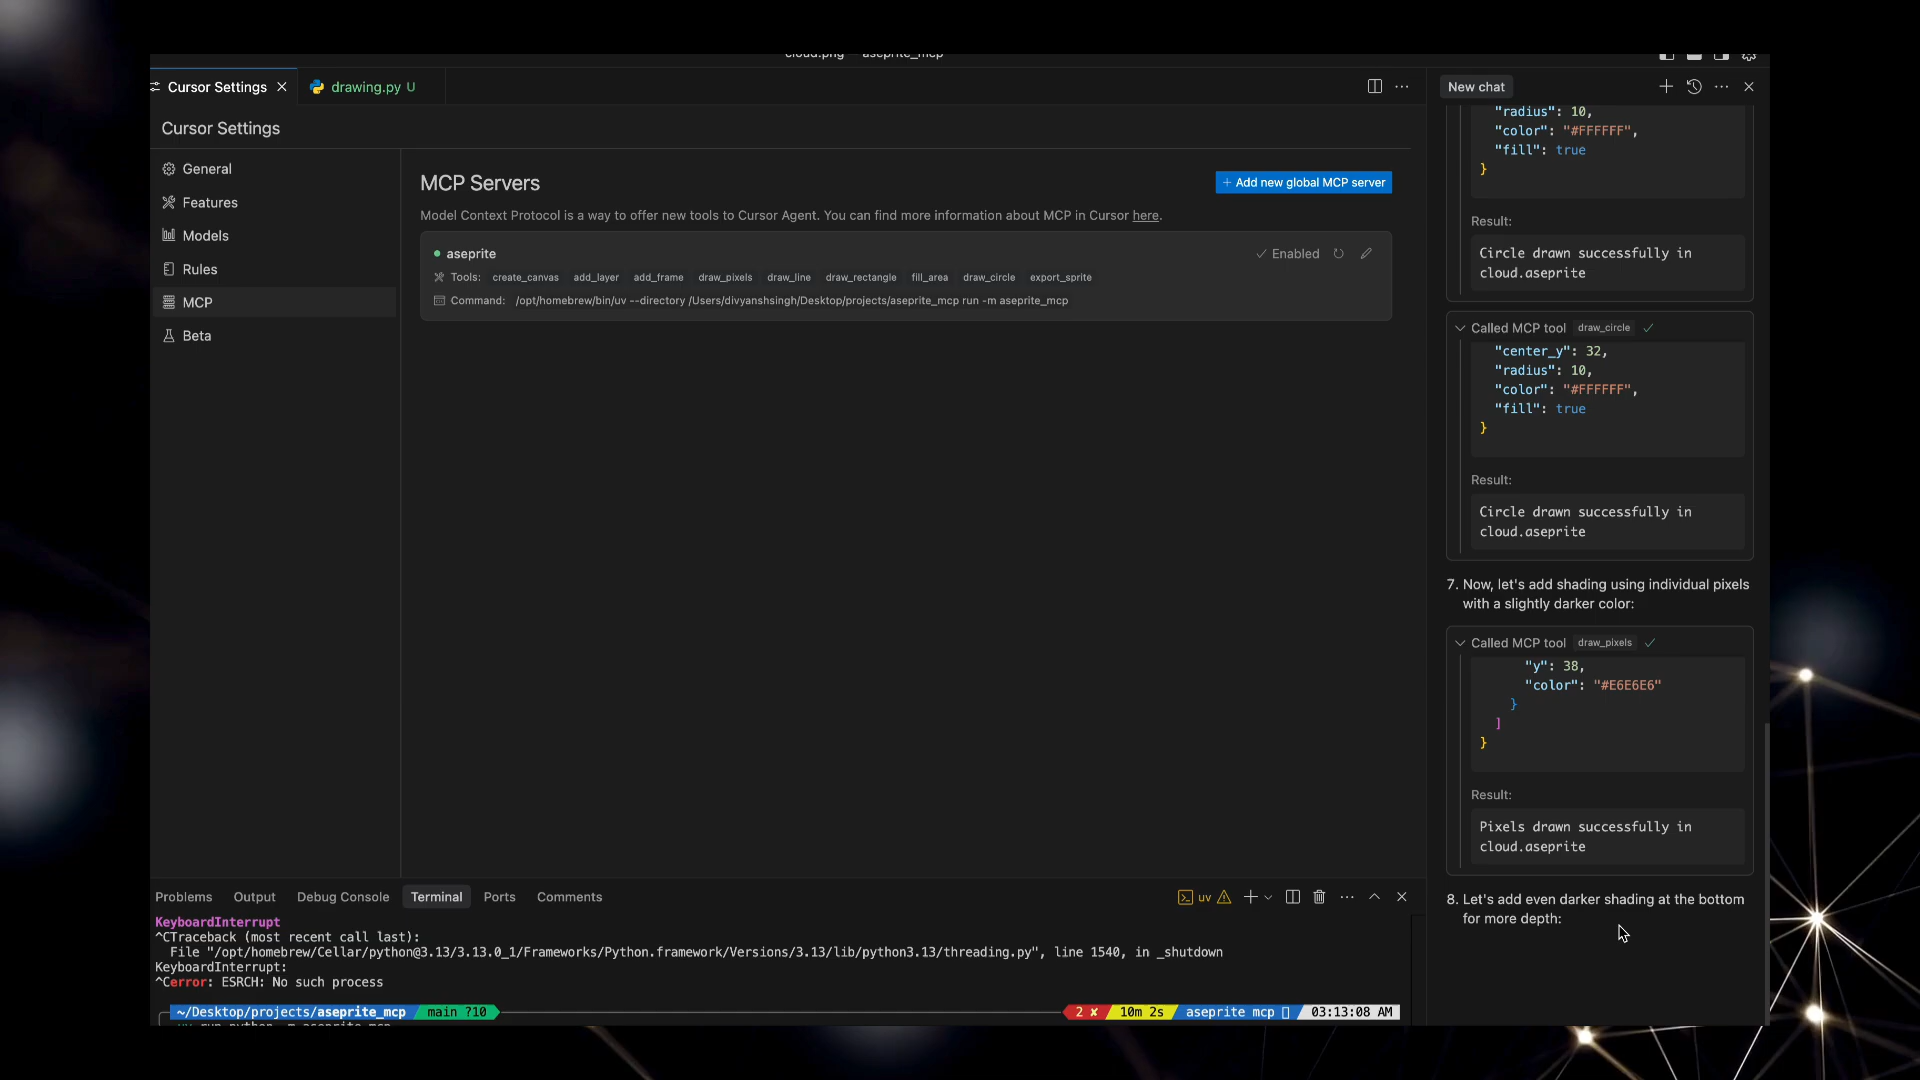 cloud.png — aseprite_mcp
Cursor Settings
drawing.py U
New chat
Cursor Settings
General
Features
Models
Rules
MCP
Beta
MCP Servers
Add new global MCP server
Model Context Protocol is a way to offer new tools to Cursor Agent. You can find more information about MCP in Cursor here.
aseprite
Enabled
Tools: create_canvas add_layer add_frame draw_pixels draw_line draw_rectangle fill_area draw_circle export_sprite
Command: /opt/homebrew/bin/uv --directory /Users/divyanshsingh/Desktop/projects/aseprite_mcp run -m aseprite_mcp
Problems
Output
Debug Console
Terminal
Ports
Comments
uv
KeyboardInterrupt
^CTraceback (most recent call last):
File "/opt/homebrew/Cellar/python@3.13/3.13.0_1/Frameworks/Python.framework/Versions/3.13/lib/python3.13/threading.py", line 1540, in _shutdown
KeyboardInterrupt:
^Cerror: ESRCH: No such process
~/Desktop/projects/aseprite_mcp main ?10
2 ✘ 10m 2s aseprite mcp 03:13:08 AM
uv run python -m aseprite_mcp
"radius": 10,
"color": "#FFFFFF",
"fill": true
}
Result:
Circle drawn successfully in
cloud.aseprite
Called MCP tool draw_circle ✓
"center_y": 32,
"radius": 10,
"color": "#FFFFFF",
"fill": true
}
Result:
Circle drawn successfully in
cloud.aseprite
7. Now, let's add shading using individual pixels
with a slightly darker color:
Called MCP tool draw_pixels ✓
"y": 38,
"color": "#E6E6E6"
}
]
}
Result:
Pixels drawn successfully in
cloud.aseprite
8. Let's add even darker shading at the bottom
for more depth: